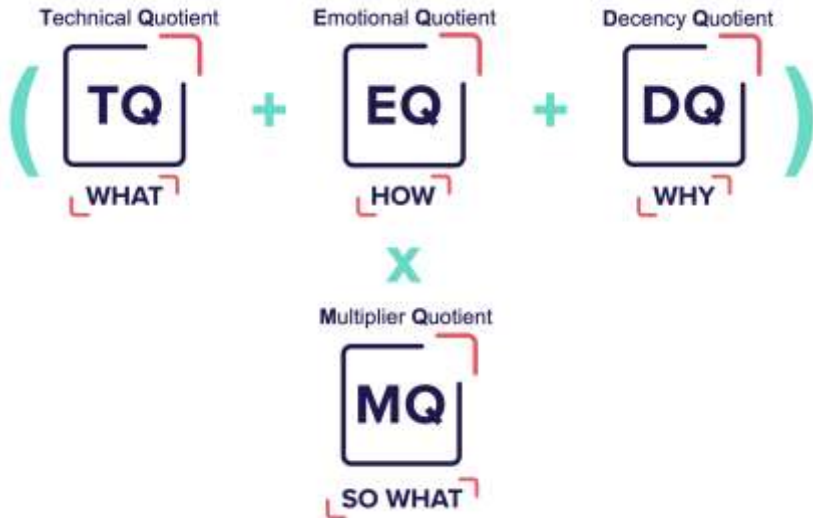 Technical Quotient Emotional Quotient Decency Quotient
( TQ + EQ + DQ )
WHAT HOW WHY
x
Multiplier Quotient
MQ
SO WHAT